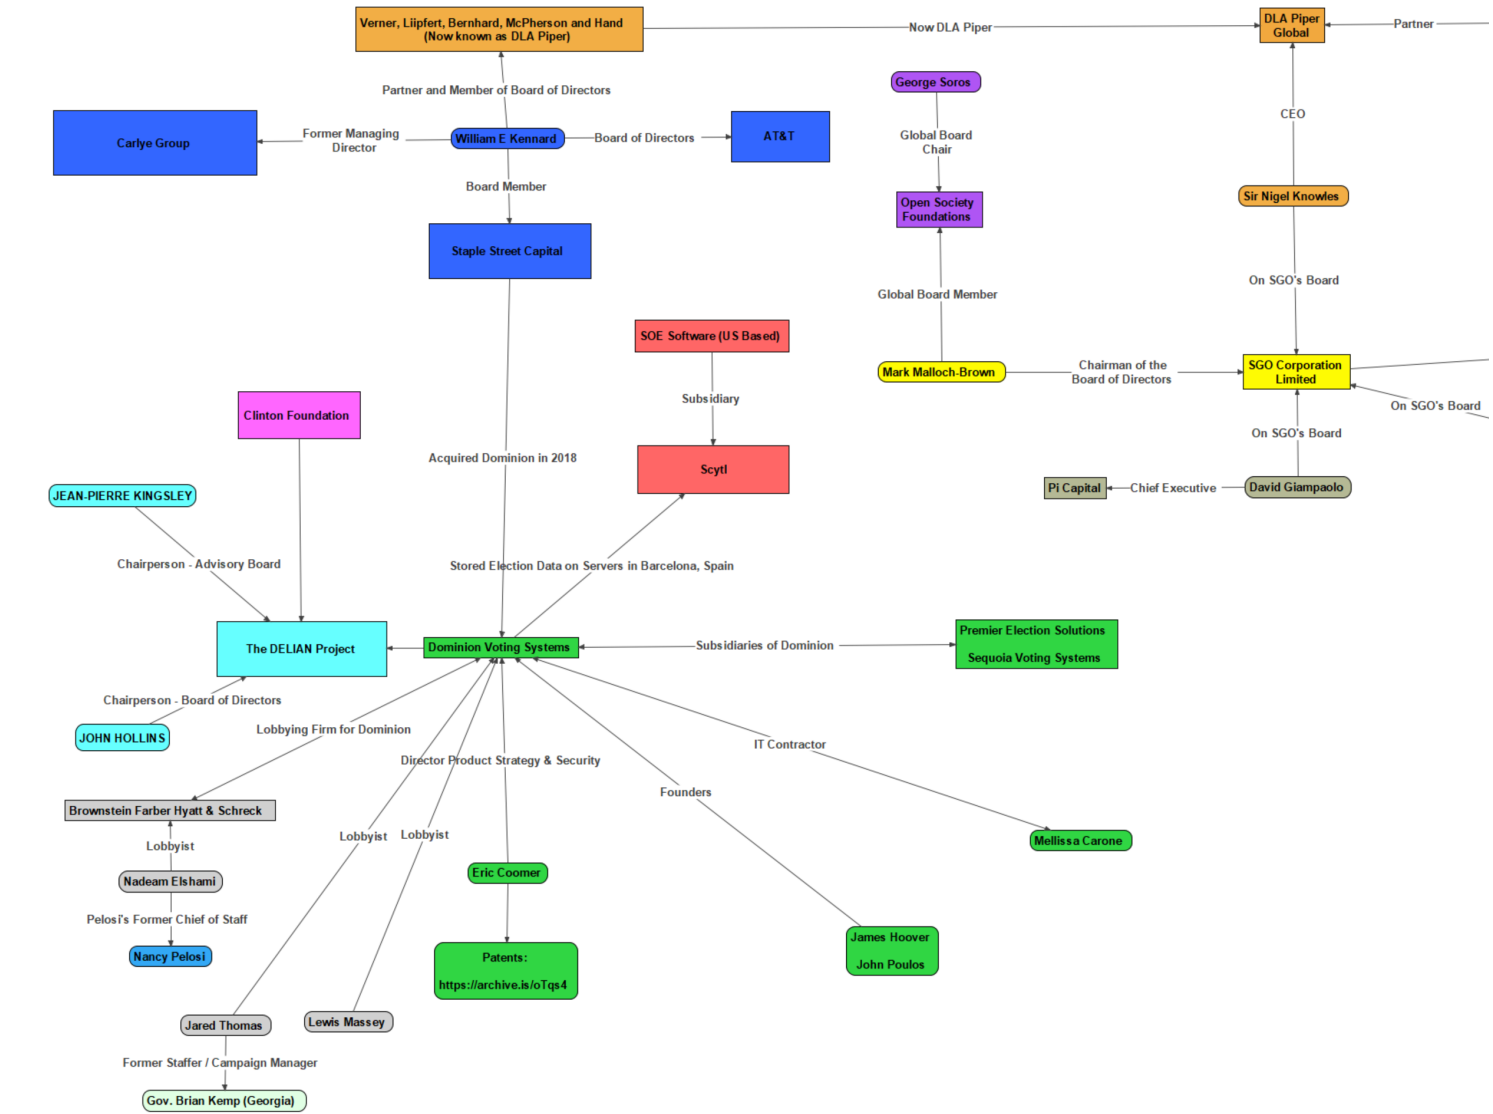 Verner, Liipfert, Bernhard, McPherson and Hand
(Now known as DLA Piper)
Now DLA Piper
DLA Piper
Global
Partner
Partner and Member of Board of Directors
George Soros
Carlye Group
Former Managing
Director
William E Kennard
Board of Directors
AT&T
Global Board
Chair
CEO
Board Member
Open Society
Foundations
Sir Nigel Knowles
Staple Street Capital
Global Board Member
On SGO's Board
SOE Software (US Based)
Subsidiary
Mark Malloch-Brown
Chairman of the
Board of Directors
SGO Corporation
Limited
On SGO's Board
Clinton Foundation
On SGO's Board
Acquired Dominion in 2018
Scytl
JEAN-PIERRE KINGSLEY
Pi Capital
Chief Executive
David Giampaolo
Chairperson - Advisory Board
Stored Election Data on Servers in Barcelona, Spain
The DELIAN Project
Dominion Voting Systems
Subsidiaries of Dominion
Premier Election Solutions
Sequoia Voting Systems
Chairperson - Board of Directors
JOHN HOLLINS
Lobbying Firm for Dominion
IT Contractor
Director Product Strategy & Security
Founders
Brownstein Farber Hyatt & Schreck
Lobbyist
Lobbyist
Lobbyist
Mellissa Carone
Nadeam Elshami
Eric Coomer
Pelosi's Former Chief of Staff
Nancy Pelosi
Patents:
https://archive.is/oTqs4
James Hoover
John Poulos
Jared Thomas
Lewis Massey
Former Staffer / Campaign Manager
Gov. Brian Kemp (Georgia)